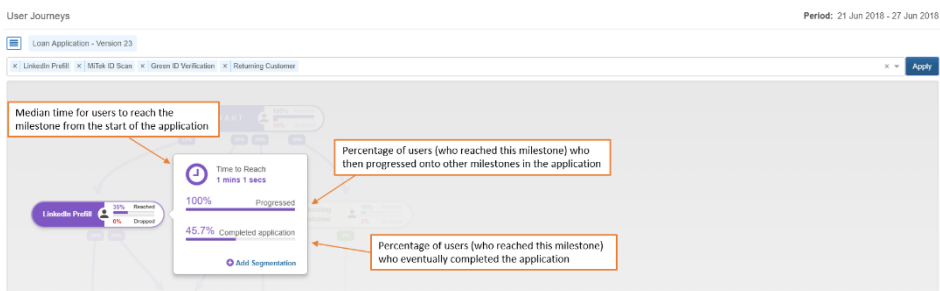 User Journeys
Period: 21 Jun 2018 - 27 Jun 2018
Loan Application - Version 23
× LinkedIn Prefill × MiTek ID Scan × Green ID Verification × Returning Customer
× Apply
Median time for users to reach the
milestone from the start of the application
Percentage of users (who reached this milestone) who
then progressed onto other milestones in the application
Time to Reach
1 mins 1 secs
100% Progressed
LinkedIn Prefill
35% Reached
0% Dropped
45.7% Completed application
Percentage of users (who reached this milestone)
who eventually completed the application
Add Segmentation